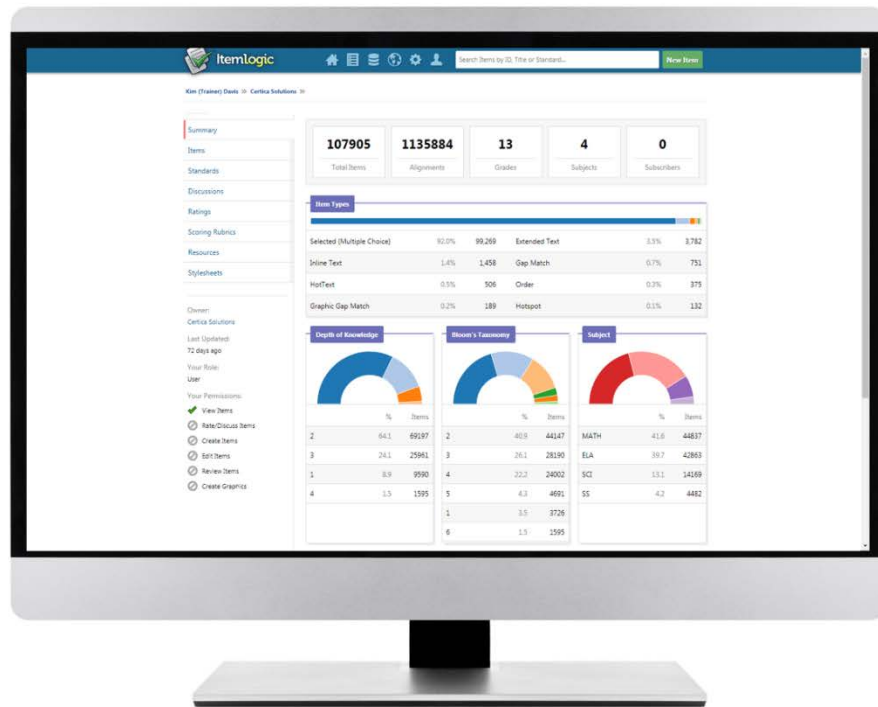 Itemlogic
Search Items by ID, Title or Standard...
New Item
Kim (Trainer) Davis » Certica Solutions »
Summary
Items
Standards
Discussions
Ratings
Scoring Rubrics
Resources
Stylesheets
Owner:
Certica Solutions
Last Updated:
72 days ago
Your Role:
User
Your Permissions:
View Items
Rate/Discuss Items
Create Items
Edit Items
Review Items
Create Graphics
107905 1135884 13 4 0
Total Items Alignments Grades Subjects Subscribers
Item Types
Selected (Multiple Choice) 92.0% 99,269 Extended Text 3.5% 3,782
Inline Text 1.4% 1,458 Gap Match 0.7% 751
HotText 0.5% 506 Order 0.3% 375
Graphic Gap Match 0.2% 189 Hotspot 0.1% 132
Depth of Knowledge
% Items
2 64.1 69197
3 24.1 25961
1 8.9 9590
4 1.5 1595
Bloom's Taxonomy
% Items
2 40.9 44147
3 26.1 28190
4 22.2 24002
5 4.3 4691
1 3.5 3726
6 1.5 1595
Subject
% Items
MATH 41.6 44837
ELA 39.7 42863
SCI 13.1 14169
SS 4.2 4482